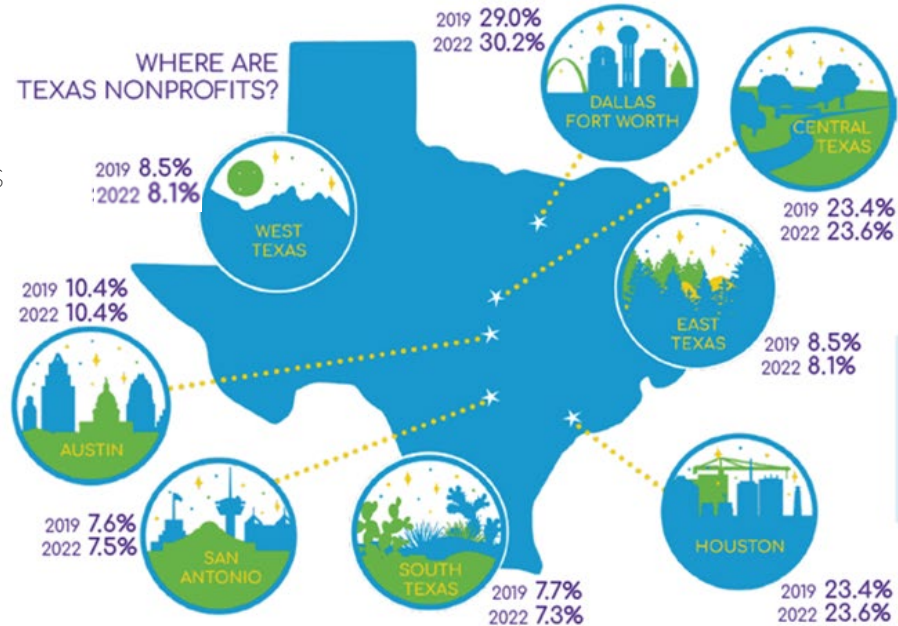 WHERE ARE
TEXAS NONPROFITS?
2019 29.0%
2022 30.2%
DALLAS
FORT WORTH
CENTRAL
TEXAS
2019 23.4%
2022 23.6%
2019 8.5%
2022 8.1%
WEST
TEXAS
EAST
TEXAS
2019 8.5%
2022 8.1%
2019 10.4%
2022 10.4%
AUSTIN
2019 7.6%
2022 7.5%
SAN
ANTONIO
SOUTH
TEXAS
2019 7.7%
2022 7.3%
HOUSTON
2019 23.4%
2022 23.6%